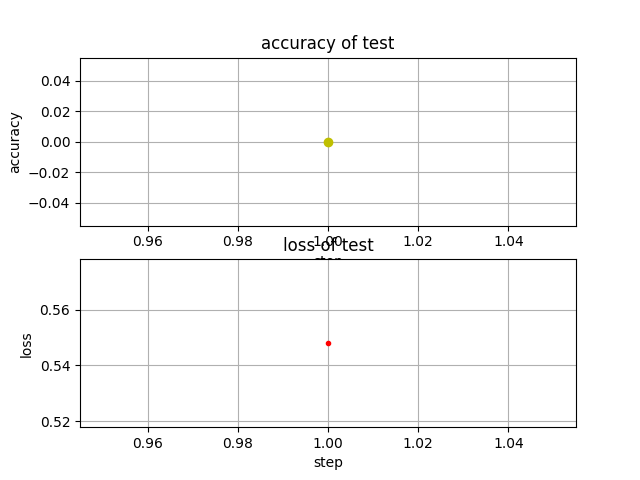 accuracy of test
accuracy
0.04
0.02
0.00
−0.02
−0.04
0.96 0.98 1.00 1.02 1.04
step
loss of test
loss
0.56
0.54
0.52
0.96 0.98 1.00 1.02 1.04
step